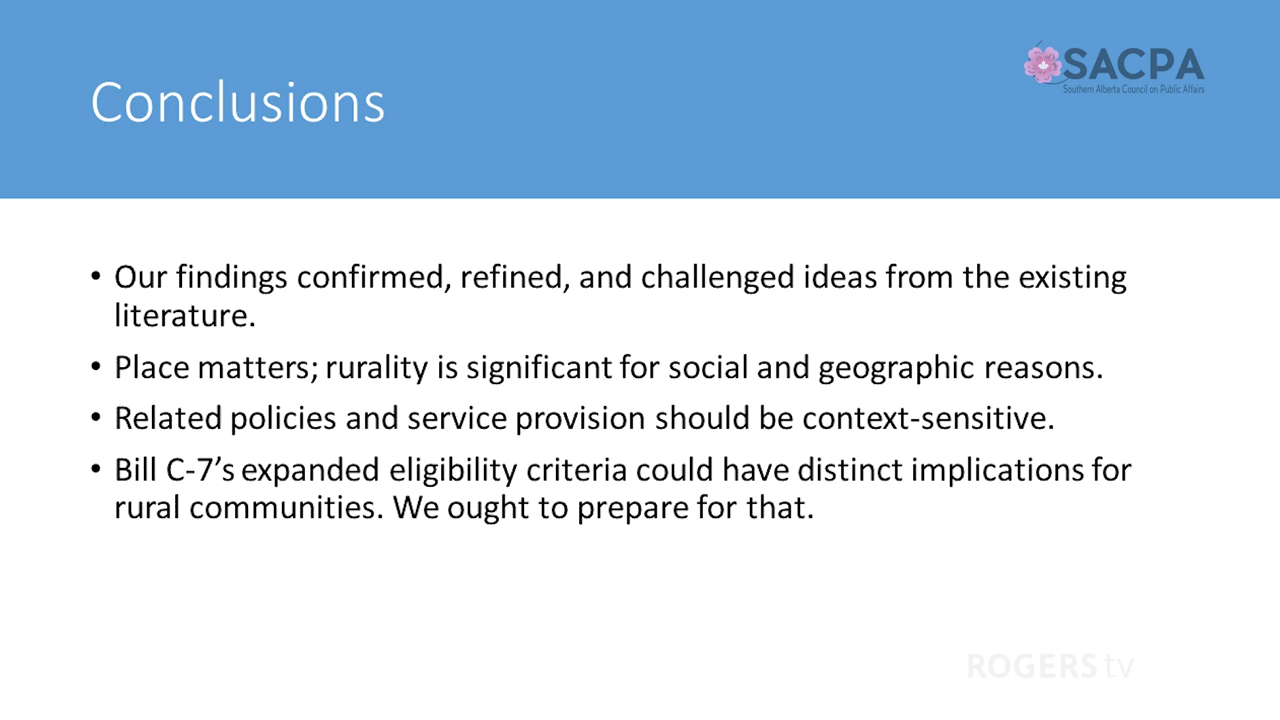 Conclusions
SACPA
Southern Alberta Council on Public Affairs
• Our findings confirmed, refined, and challenged ideas from the existing
literature.
• Place matters; rurality is significant for social and geographic reasons.
• Related policies and service provision should be context-sensitive.
• Bill C-7’s expanded eligibility criteria could have distinct implications for
rural communities. We ought to prepare for that.
ROGERS tv